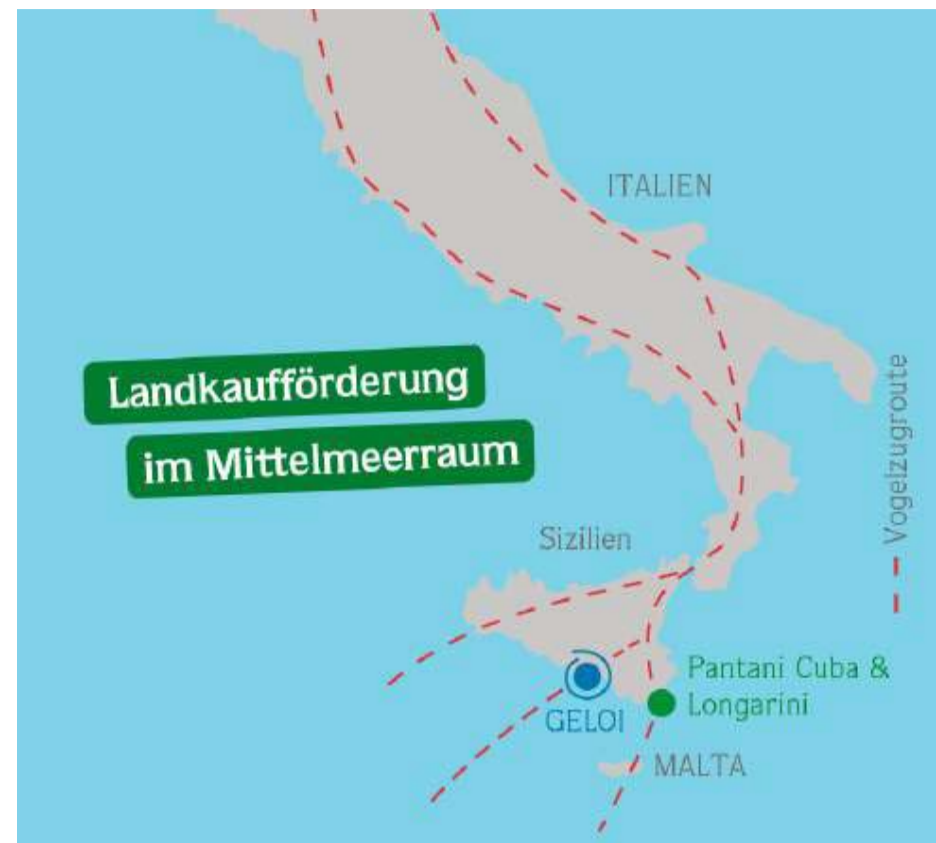 ITALIEN
Landkaufförderung
im Mittelmeerraum
Vogelzugroute
Sizilien
Pantani Cuba &
Longarini
GELOI
MALTA